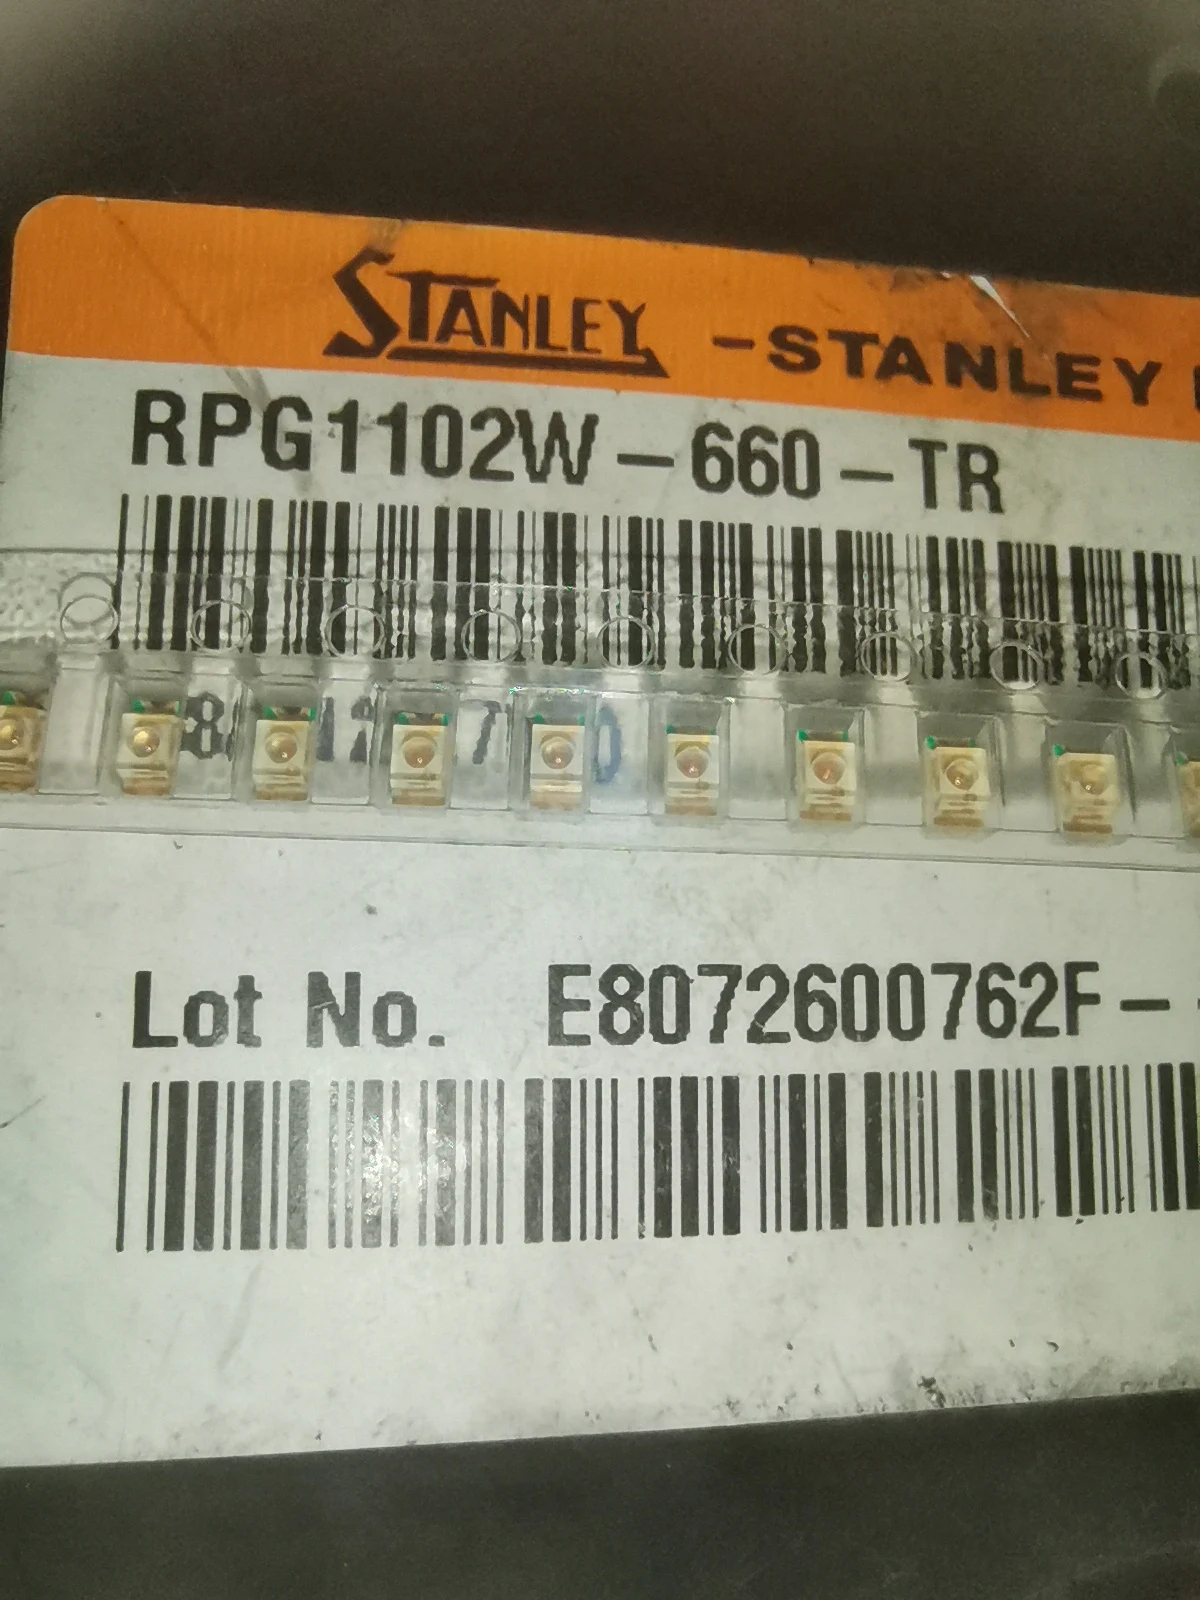 STANLEY -STANLEY
RPG1102W-660-TR
Lot No. E8072600762F-